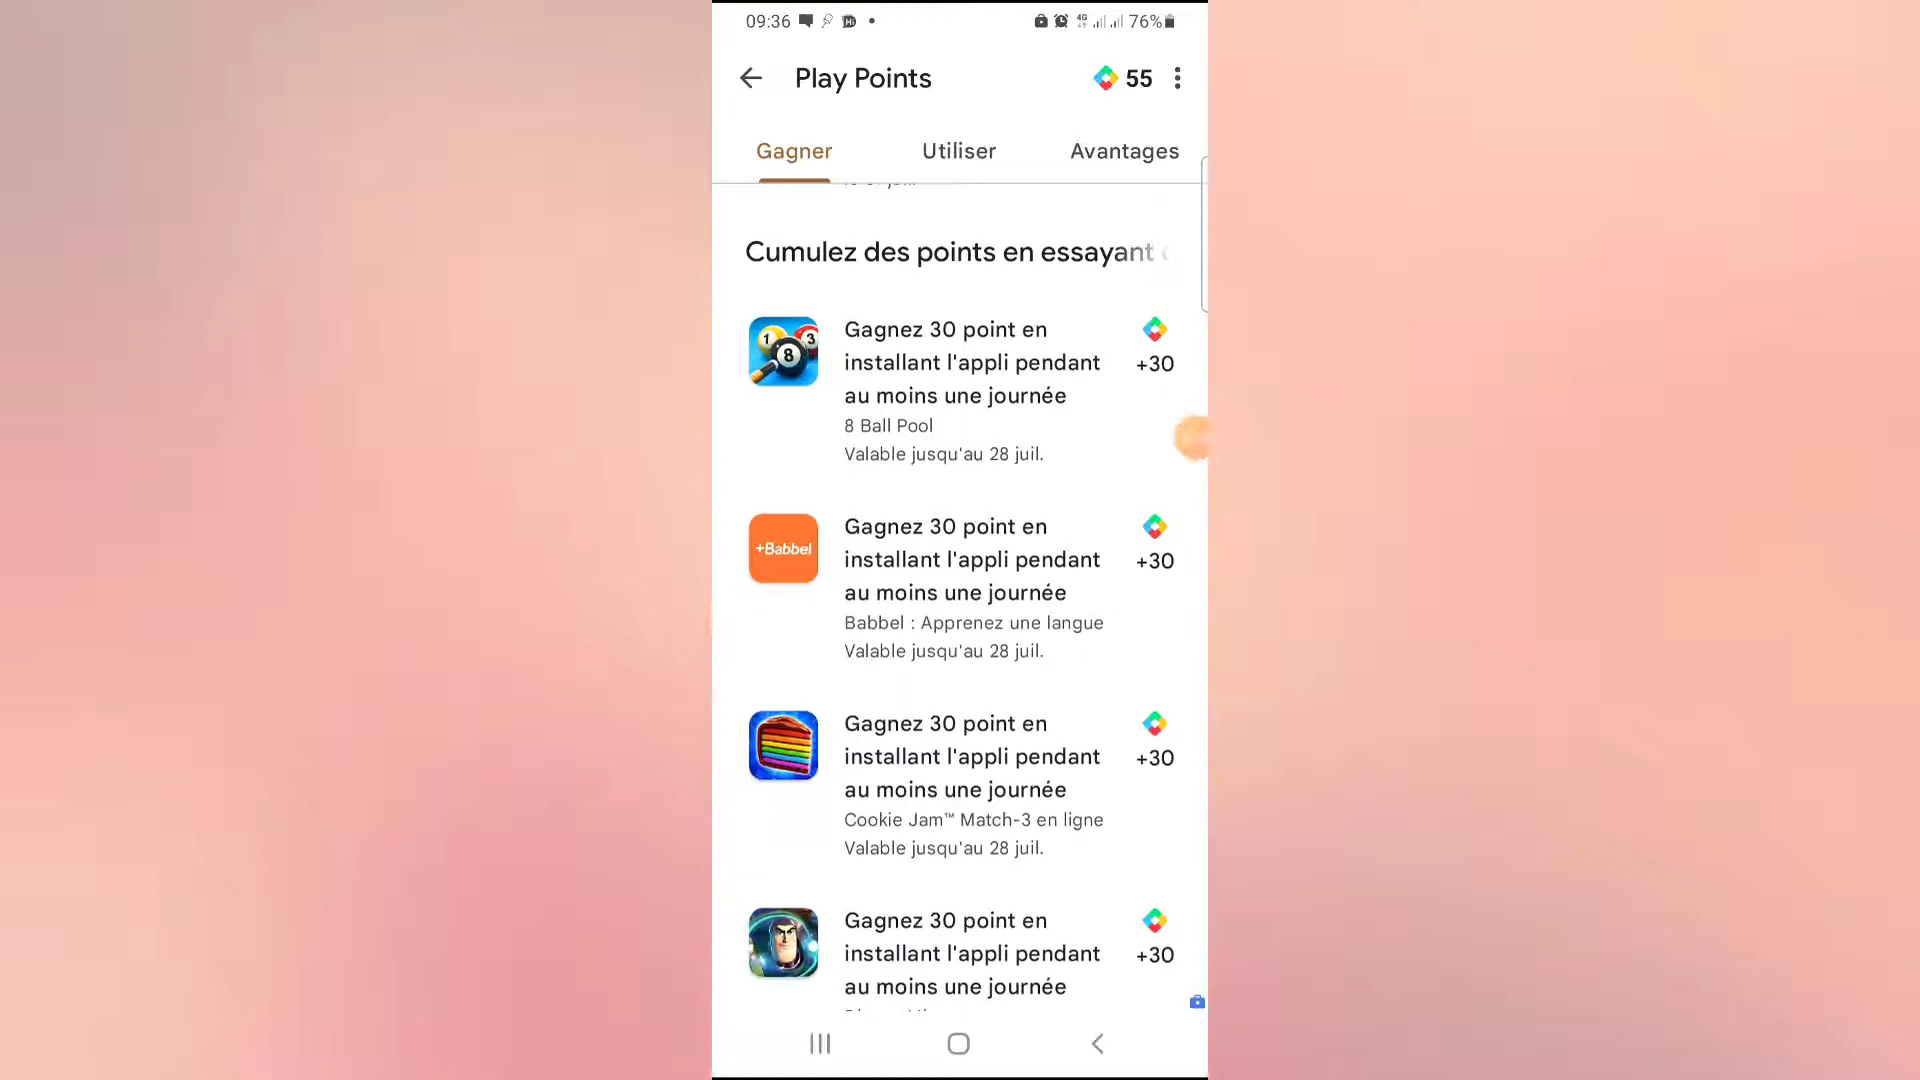 09:36
4G 76%
Play Points
55
Gagner
Utiliser
Avantages
Cumulez des points en essayant
1 3
8
Gagnez 30 point en
installant l'appli pendant
au moins une journée
+30
8 Ball Pool
Valable jusqu'au 28 juil.
+Babbel
Gagnez 30 point en
installant l'appli pendant
au moins une journée
+30
Babbel : Apprenez une langue
Valable jusqu'au 28 juil.
Gagnez 30 point en
installant l'appli pendant
au moins une journée
+30
Cookie Jam™ Match-3 en ligne
Valable jusqu'au 28 juil.
Gagnez 30 point en
installant l'appli pendant
au moins une journée
+30